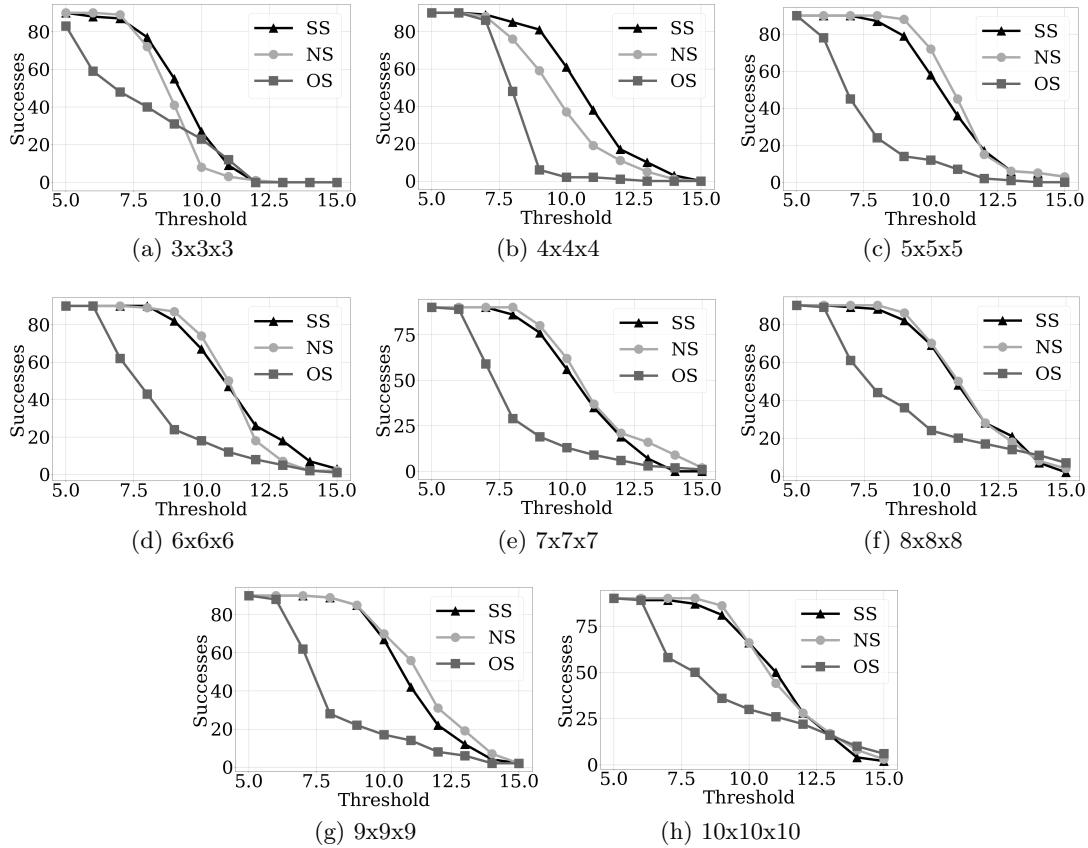 Successes
80
60
40
20
0
5.0 7.5 10.0 12.5 15.0
Threshold
SS
NS
OS
(a) 3x3x3
Successes
80
60
40
20
0
5.0 7.5 10.0 12.5 15.0
Threshold
SS
NS
OS
(b) 4x4x4
Successes
80
60
40
20
0
5.0 7.5 10.0 12.5 15.0
Threshold
SS
NS
OS
(c) 5x5x5
Successes
80
60
40
20
0
5.0 7.5 10.0 12.5 15.0
Threshold
SS
NS
OS
(d) 6x6x6
Successes
75
50
25
0
5.0 7.5 10.0 12.5 15.0
Threshold
SS
NS
OS
(e) 7x7x7
Successes
80
60
40
20
0
5.0 7.5 10.0 12.5 15.0
Threshold
SS
NS
OS
(f) 8x8x8
Successes
80
60
40
20
0
5.0 7.5 10.0 12.5 15.0
Threshold
SS
NS
OS
(g) 9x9x9
Successes
75
50
25
0
5.0 7.5 10.0 12.5 15.0
Threshold
SS
NS
OS
(h) 10x10x10